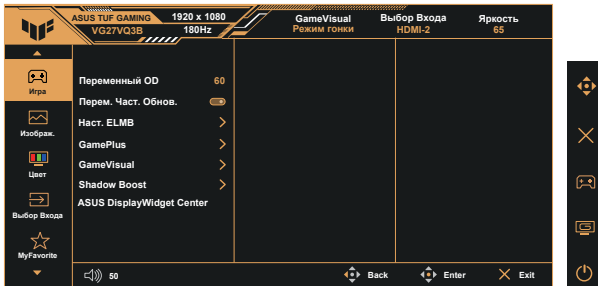 ASUS TUF GAMING 1920 x 1080
VG27VQ3B 180Hz
GameVisual Выбор Входа Яркость
Режим гонки HDMI-2 65
Игра
Изображ.
Цвет
Выбор Входа
MyFavorite
Переменный OD 60
Перем. Част. Обнов.
Наст. ELMB
GamePlus
GameVisual
Shadow Boost
ASUS DisplayWidget Center
50 Back Enter Exit